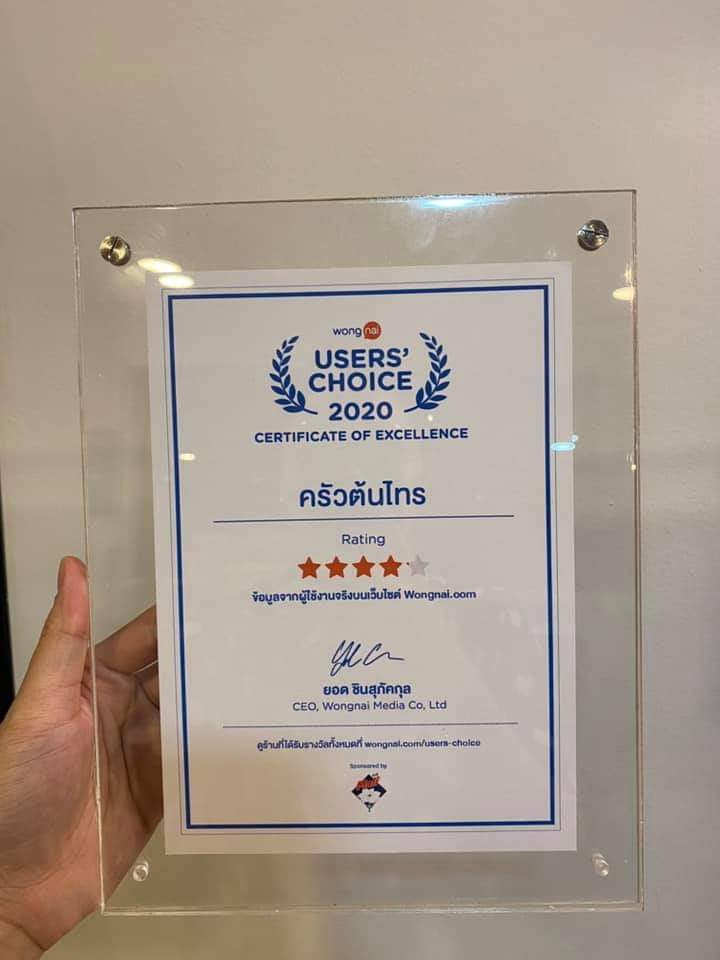 wongnai
USERS'
CHOICE
2020
CERTIFICATE OF EXCELLENCE
ครัวต้นไทร
Rating
ข้อมูลจากผู้ใช้งานจริงบนเว็บไซต์ Wongnai.com
ยอด ชินสุภัคกุล
CEO, Wongnai Media Co, Ltd
ดูร้านที่ได้รับรางวัลทั้งหมดที่ wongnai.com/users-choice
Sponsored by